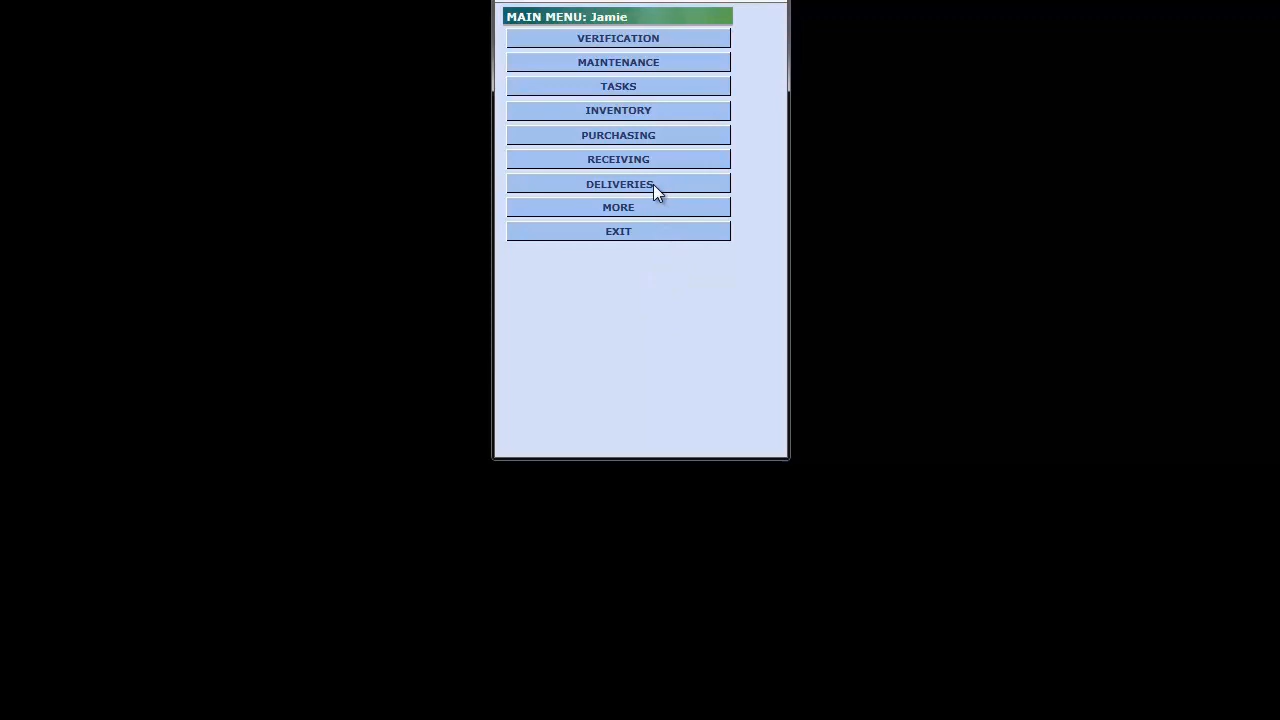 MAIN MENU: Jamie
VERIFICATION
MAINTENANCE
TASKS
INVENTORY
PURCHASING
RECEIVING
DELIVERIES
MORE
EXIT